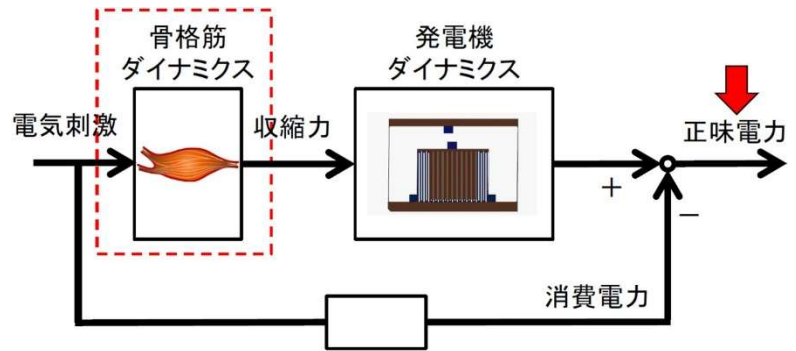 骨格筋
ダイナミクス
発電機
ダイナミクス
電気刺激
収縮力
正味電力
+
−
消費電力